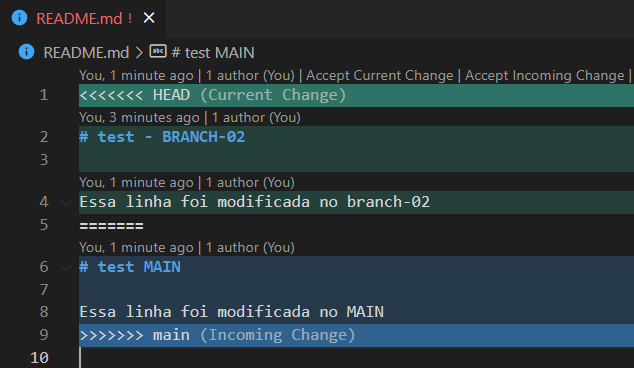 README.md !
README.md > # test MAIN
You, 1 minute ago | 1 author (You) | Accept Current Change | Accept Incoming Change |
1 <<<<<<< HEAD (Current Change)
You, 3 minutes ago | 1 author (You)
2 # test - BRANCH-02
3
You, 1 minute ago | 1 author (You)
4 Essa linha foi modificada no branch-02
5 =======
You, 1 minute ago | 1 author (You)
6 # test MAIN
7
8 Essa linha foi modificada no MAIN
9 >>>>>>> main (Incoming Change)
10